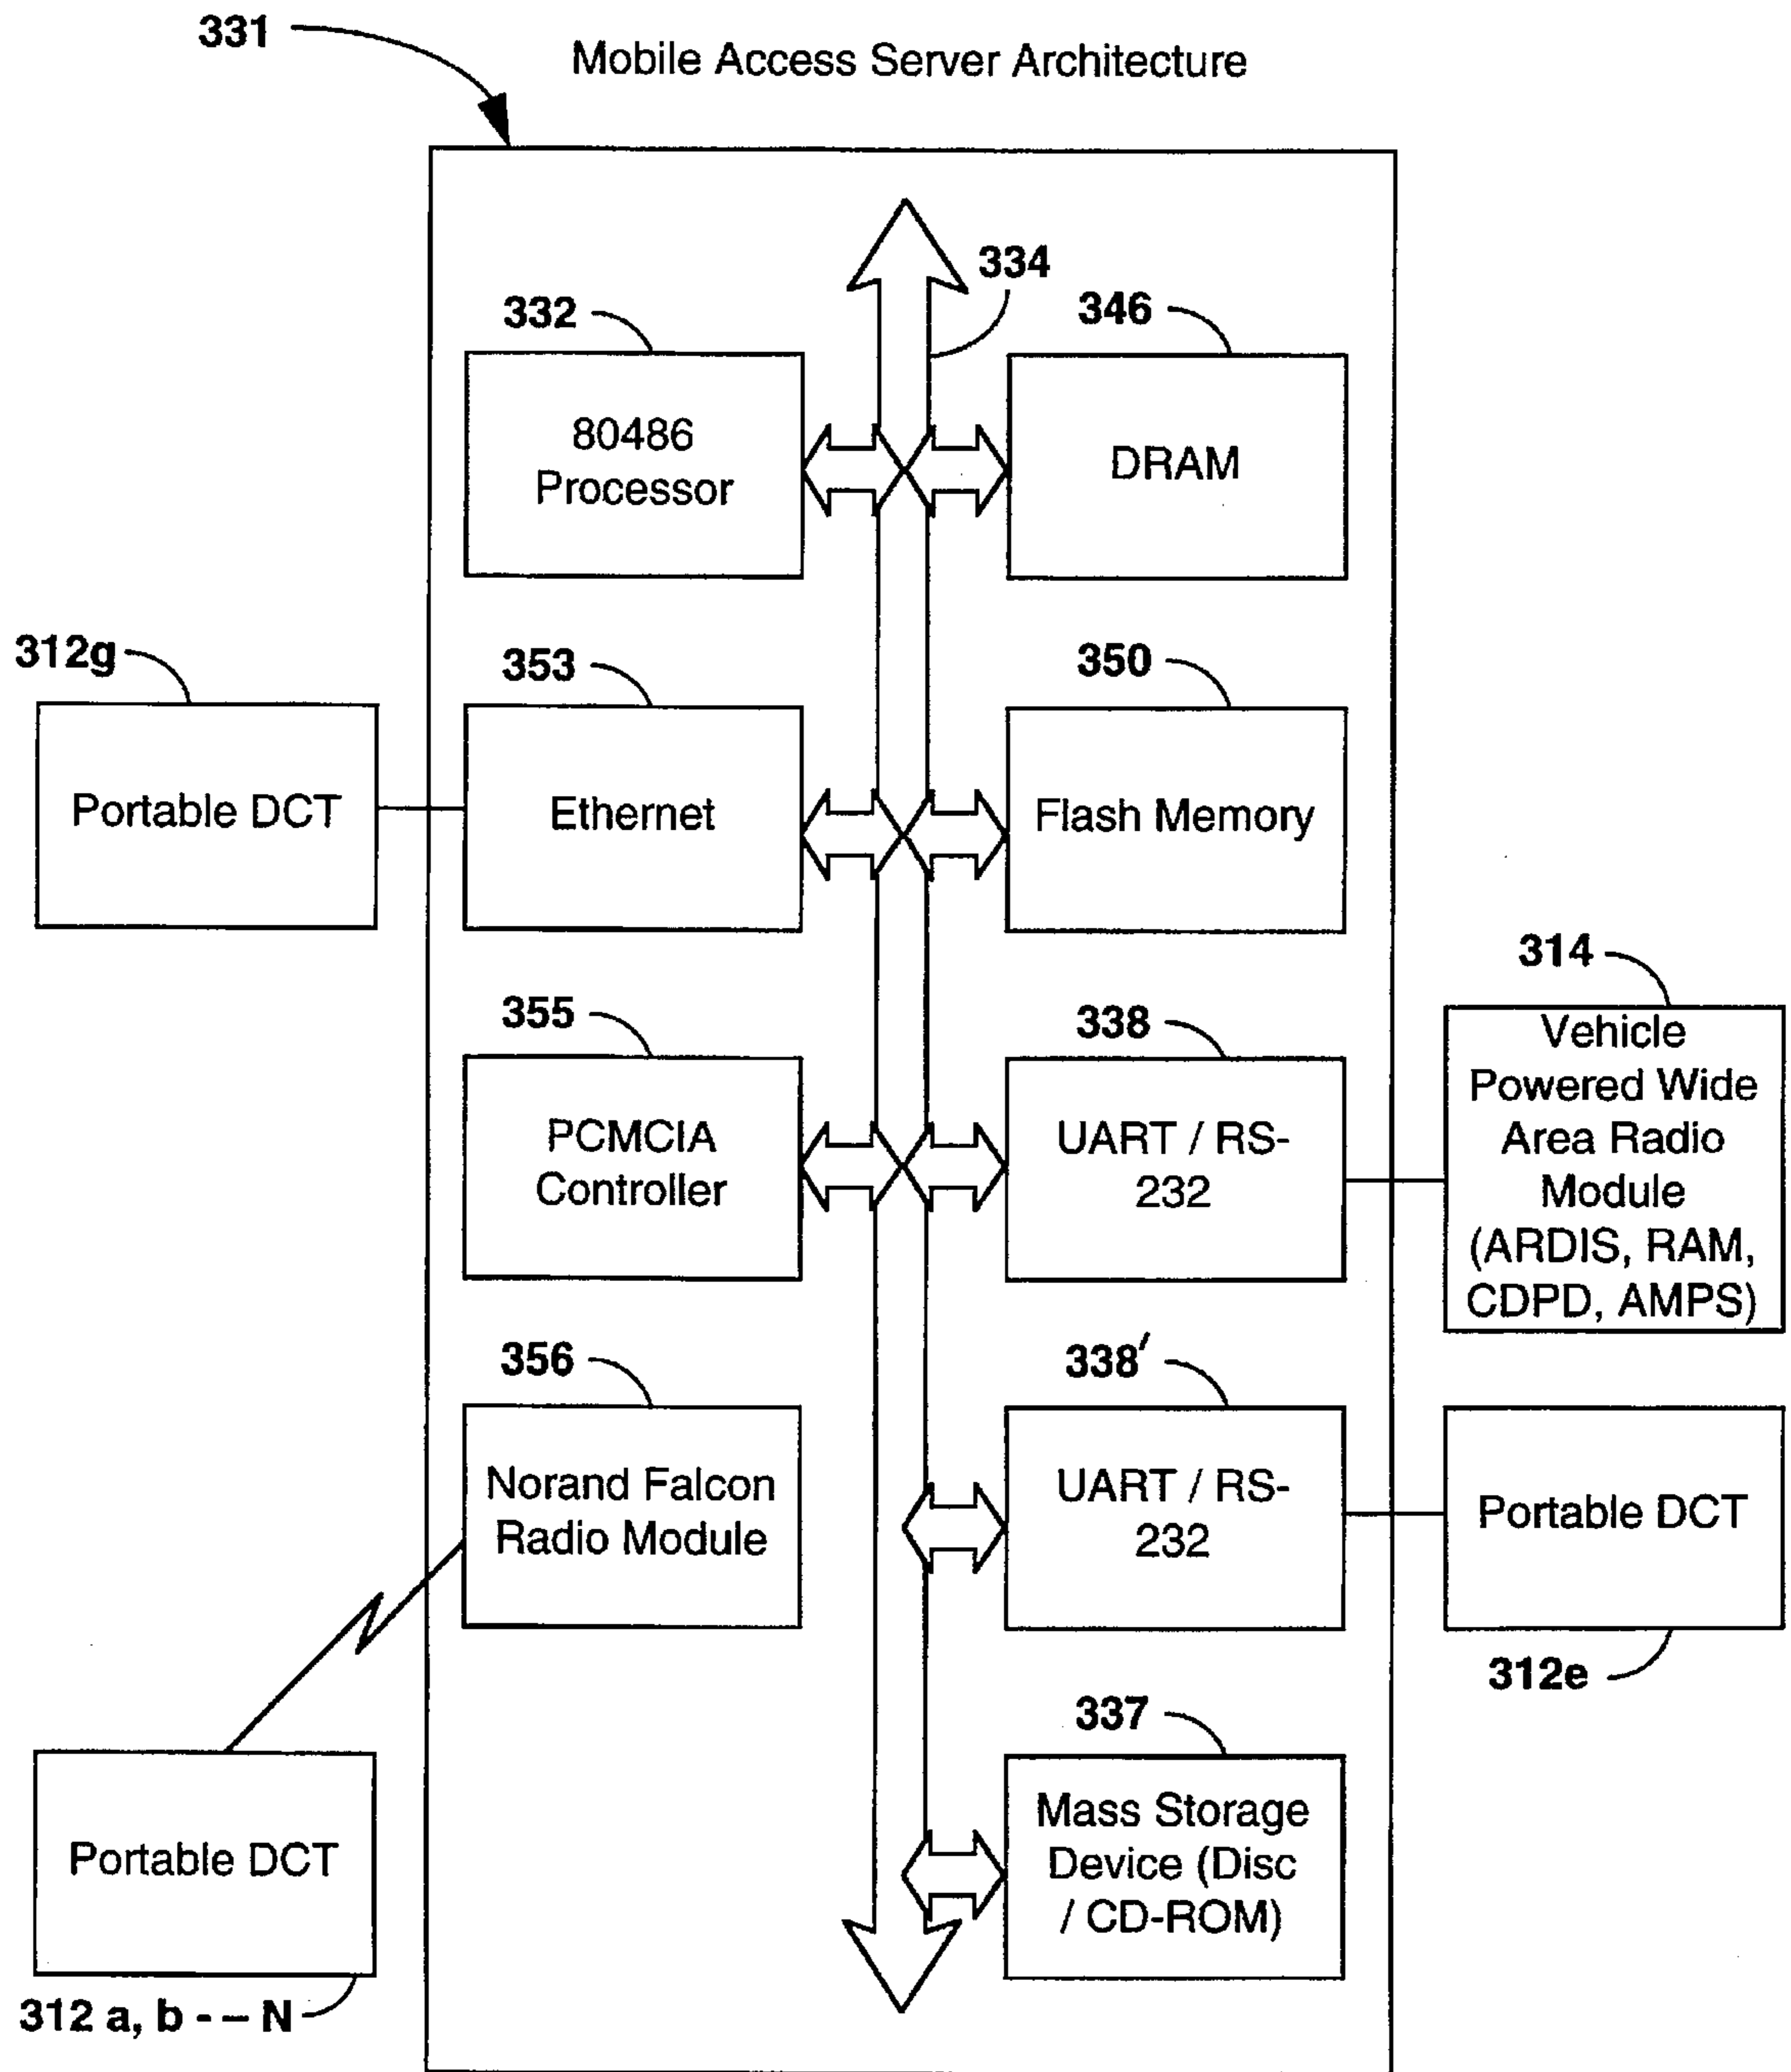 331
Mobile Access Server Architecture
334
332
346
80486
Processor
DRAM
312g
353
350
Portable DCT
Ethernet
Flash Memory
314
355
338
Vehicle
Powered Wide
Area Radio
Module
(ARDIS, RAM,
CDPD, AMPS)
PCMCIA
Controller
UART / RS-
232
356
338′
Norand Falcon
Radio Module
UART / RS-
232
Portable DCT
312e
337
Mass Storage
Device (Disc
/ CD-ROM)
Portable DCT
312 a, b - – N